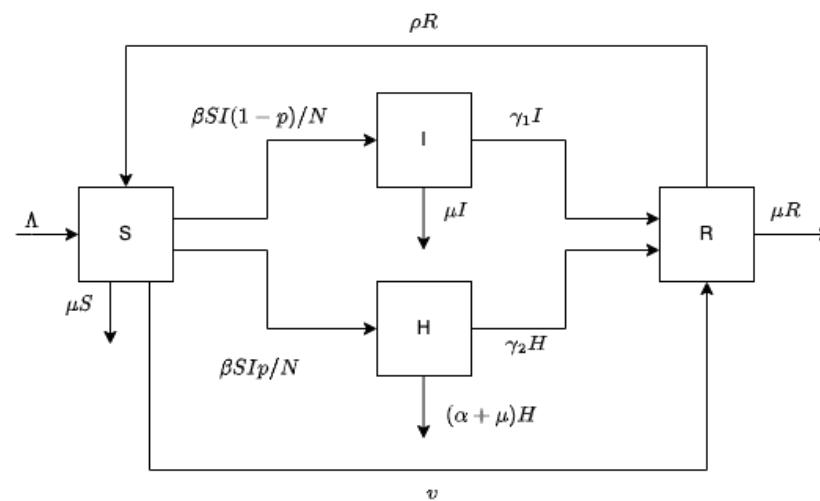 ρR
βSI(1 − p)/N
I
γ₁I
Λ
S
μI
R
μR
μS
H
βSIp/N
γ₂H
(α + μ)H
v